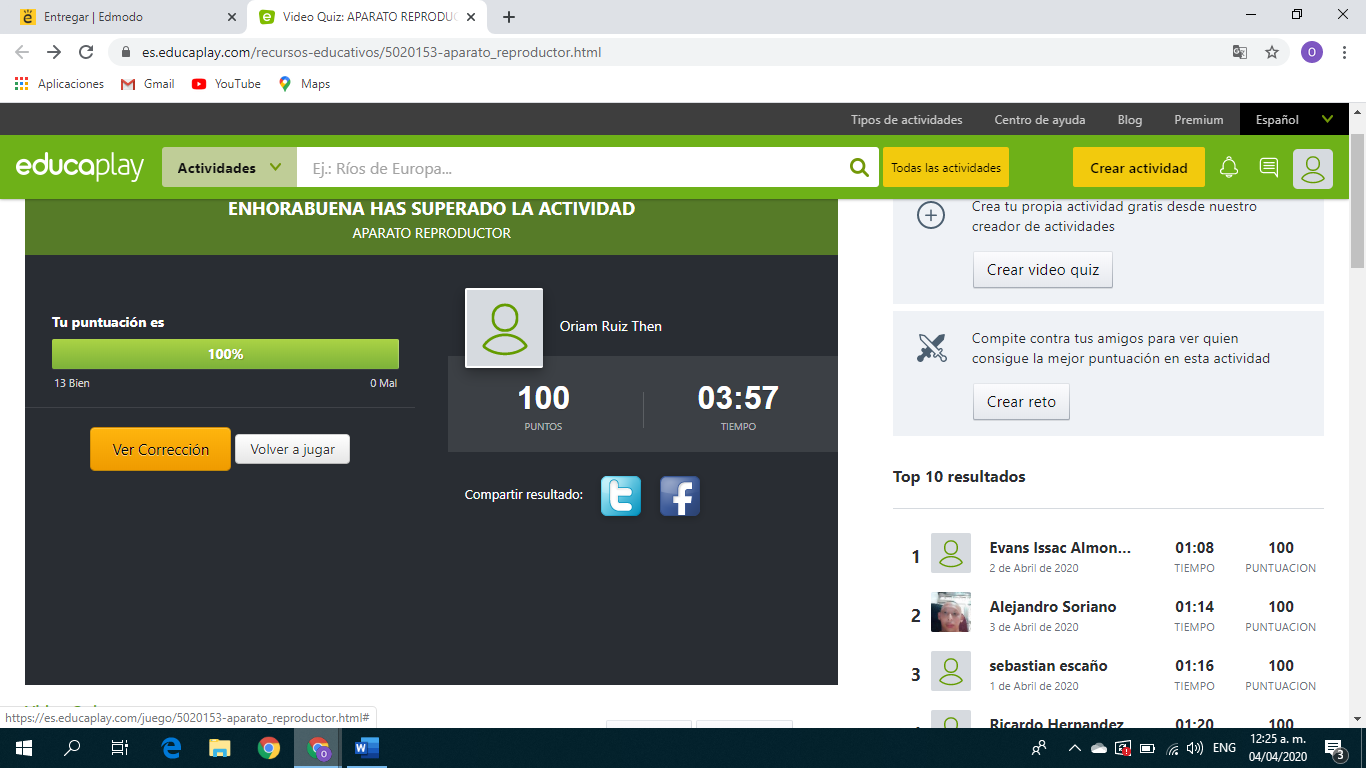 Entregar | Edmodo
Video Quiz: APARATO REPRODUC
es.educaplay.com/recursos-educativos/5020153-aparato_reproductor.html
O
Aplicaciones Gmail YouTube Maps
Tipos de actividades Centro de ayuda Blog Premium Español
educaplay Actividades Ej.: Ríos de Europa... Todas las actividades Crear actividad
ENHORABUENA HAS SUPERADO LA ACTIVIDAD
APARATO REPRODUCTOR
Tu puntuación es
100%
13 Bien 0 Mal
Ver Corrección Volver a jugar
Oriam Ruiz Then
100 03:57
PUNTOS TIEMPO
Compartir resultado:
Crea tu propia actividad gratis desde nuestro
creador de actividades
Crear video quiz
Compite contra tus amigos para ver quien
consigue la mejor puntuación en esta actividad
Crear reto
Top 10 resultados
1 Evans Issac Almon... 01:08 100
2 de Abril de 2020 TIEMPO PUNTUACION
2 Alejandro Soriano 01:14 100
3 de Abril de 2020 TIEMPO PUNTUACION
3 sebastian escaño 01:16 100
1 de Abril de 2020 TIEMPO PUNTUACION
Ricardo Hernandez 01:20 100
https://es.educaplay.com/juego/5020153-aparato_reproductor.html#
ENG
12:25 a. m.
04/04/2020
3